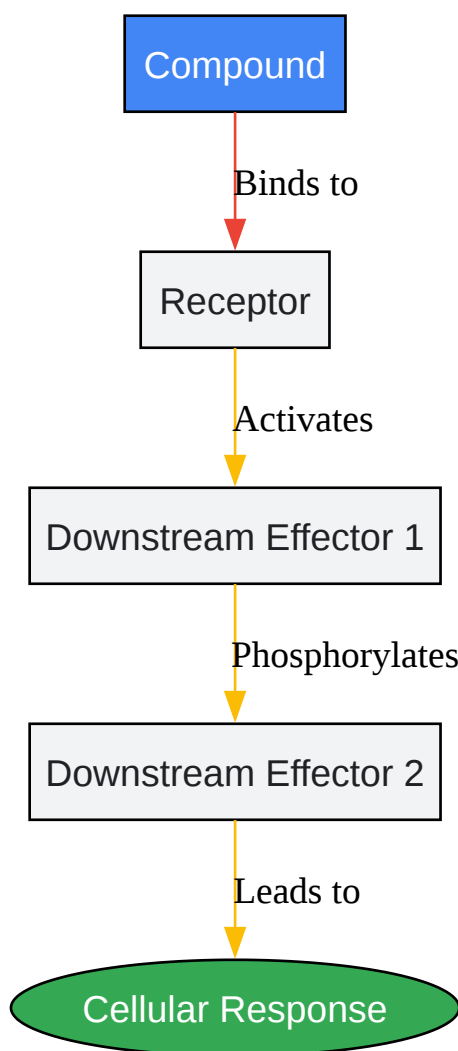 Compound
Binds to
Receptor
Activates
Downstream Effector 1
Phosphorylates
Downstream Effector 2
Leads to
Cellular Response